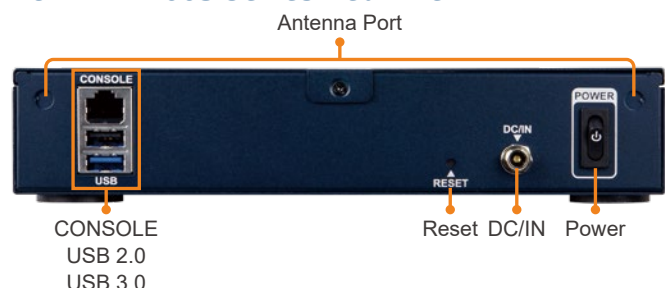 Antenna Port
CONSOLE
POWER
DC/IN
RESET
USB
CONSOLE
USB 2.0
USB 3.0
Reset
DC/IN
Power